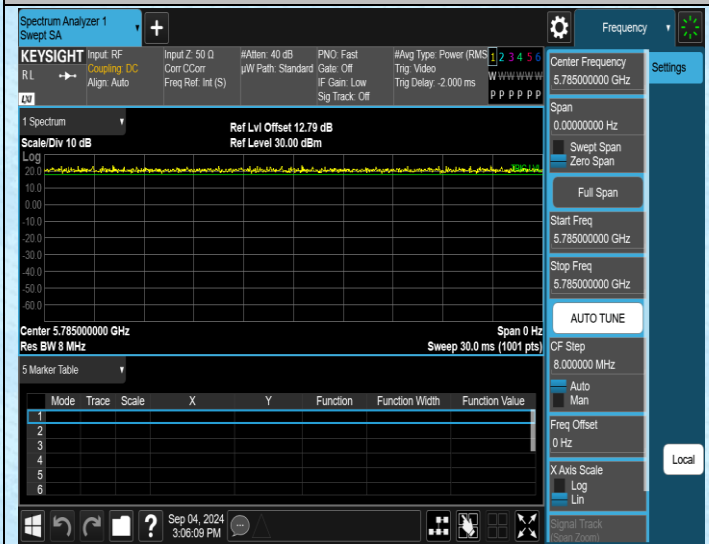 Spectrum Analyzer 1
Swept SA
Frequency
KEYSIGHT
Input: RF
Input Z: 50 Ω
#Atten: 40 dB
PNO: Fast
#Avg Type: Power (RMS
1 2 3 4 5 6
RL
Coupling: DC
Corr CCorr
µW Path: Standard
Gate: Off
Trig: Video
W W W W W W
Align: Auto
Freq Ref: Int (S)
IF Gain: Low
Trig Delay: -2.000 ms
P P P P P P
LXI
Sig Track: Off
1 Spectrum
Ref Lvl Offset 12.79 dB
Scale/Div 10 dB
Ref Level 30.00 dBm
Log
20.0
10.0
0.00
-10.0
-20.0
-30.0
-40.0
-50.0
-60.0
Center 5.785000000 GHz
Span 0 Hz
Res BW 8 MHz
Sweep 30.0 ms (1001 pts)
5 Marker Table
Mode Trace Scale X Y Function Function Width Function Value
1
2
3
4
5
6
Sep 04, 2024
3:06:09 PM
Center Frequency
5.785000000 GHz
Settings
Span
0.00000000 Hz
Swept Span
Zero Span
Full Span
Start Freq
5.785000000 GHz
Stop Freq
5.785000000 GHz
AUTO TUNE
CF Step
8.000000 MHz
Auto
Man
Freq Offset
0 Hz
X Axis Scale
Log
Lin
Signal Track
(Span Zoom)
Local